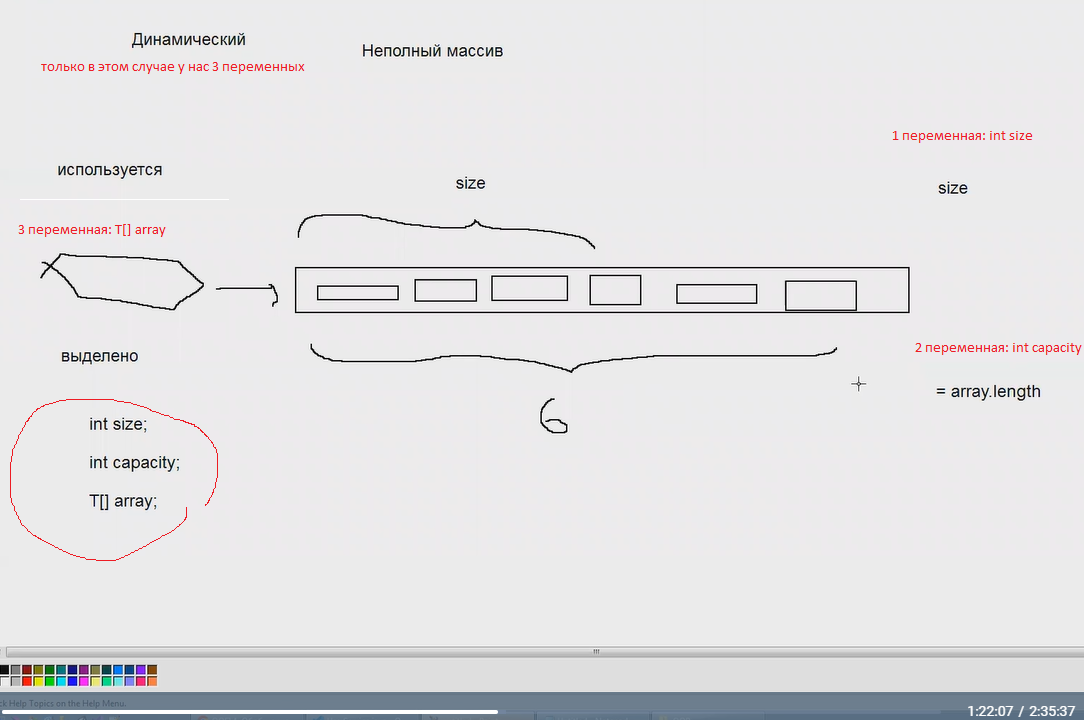 Динамический
Неполный массив
только в этом случае у нас 3 переменных
1 переменная: int size
используется
size
size
3 переменная: T[] array
выделено
2 переменная: int capacity
= array.length
6
int size;
int capacity;
T[] array;
ck Help Topics on the Help Menu.
1:22:07 / 2:35:37